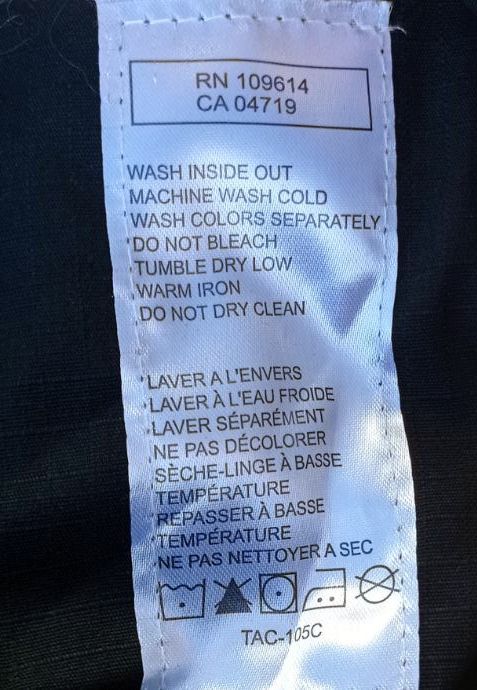 RN 109614
CA 04719
WASH INSIDE OUT
MACHINE WASH COLD
WASH COLORS SEPARATELY
DO NOT BLEACH
TUMBLE DRY LOW
WARM IRON
DO NOT DRY CLEAN
LAVER A L'ENVERS
LAVER À L'EAU FROIDE
LAVER SÉPARÉMENT
NE PAS DÉCOLORER
SÈCHE-LINGE À BASSE
TEMPÉRATURE
REPASSER À BASSE
TEMPÉRATURE
NE PAS NETTOYER A SEC
TAC-105C